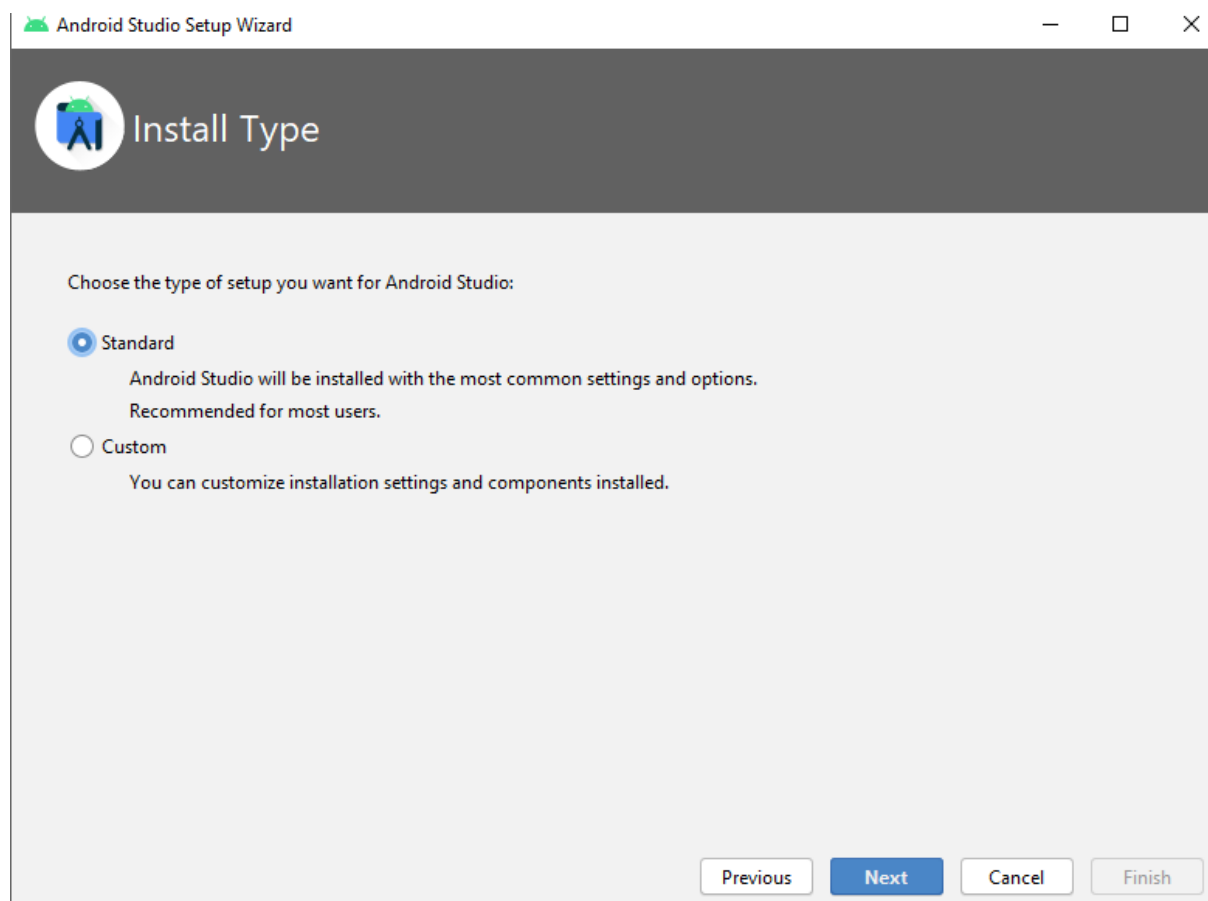 Android Studio Setup Wizard
Install Type
Choose the type of setup you want for Android Studio:
Standard
Android Studio will be installed with the most common settings and options.
Recommended for most users.
Custom
You can customize installation settings and components installed.
Previous Next Cancel Finish